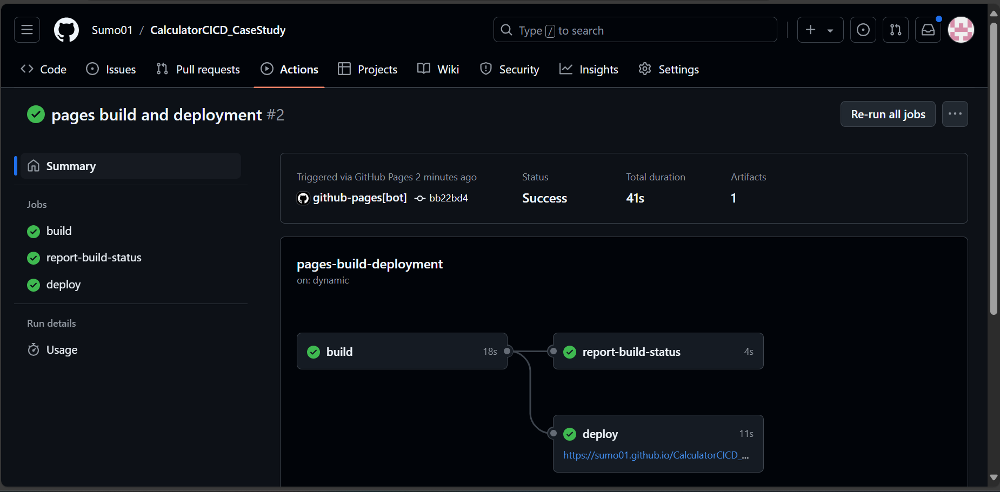 Sumo01 / CalculatorCICD_CaseStudy
Type / to search
Code
Issues
Pull requests
Actions
Projects
Wiki
Security
Insights
Settings
pages build and deployment #2
Re-run all jobs
Summary
Jobs
build
report-build-status
deploy
Run details
Usage
Triggered via GitHub Pages 2 minutes ago
github-pages[bot] bb22bd4
Status
Success
Total duration
41s
Artifacts
1
pages-build-deployment
on: dynamic
build 18s
report-build-status 4s
deploy 11s
https://sumo01.github.io/CalculatorCICD_...